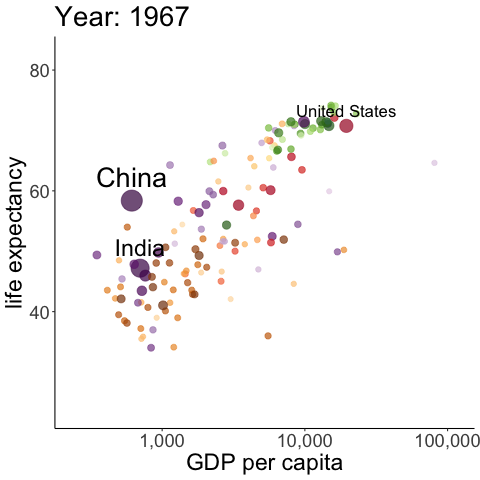 Year: 1967
80
60
40
life expectancy
United States
China
India
1,000 10,000 100,000
GDP per capita